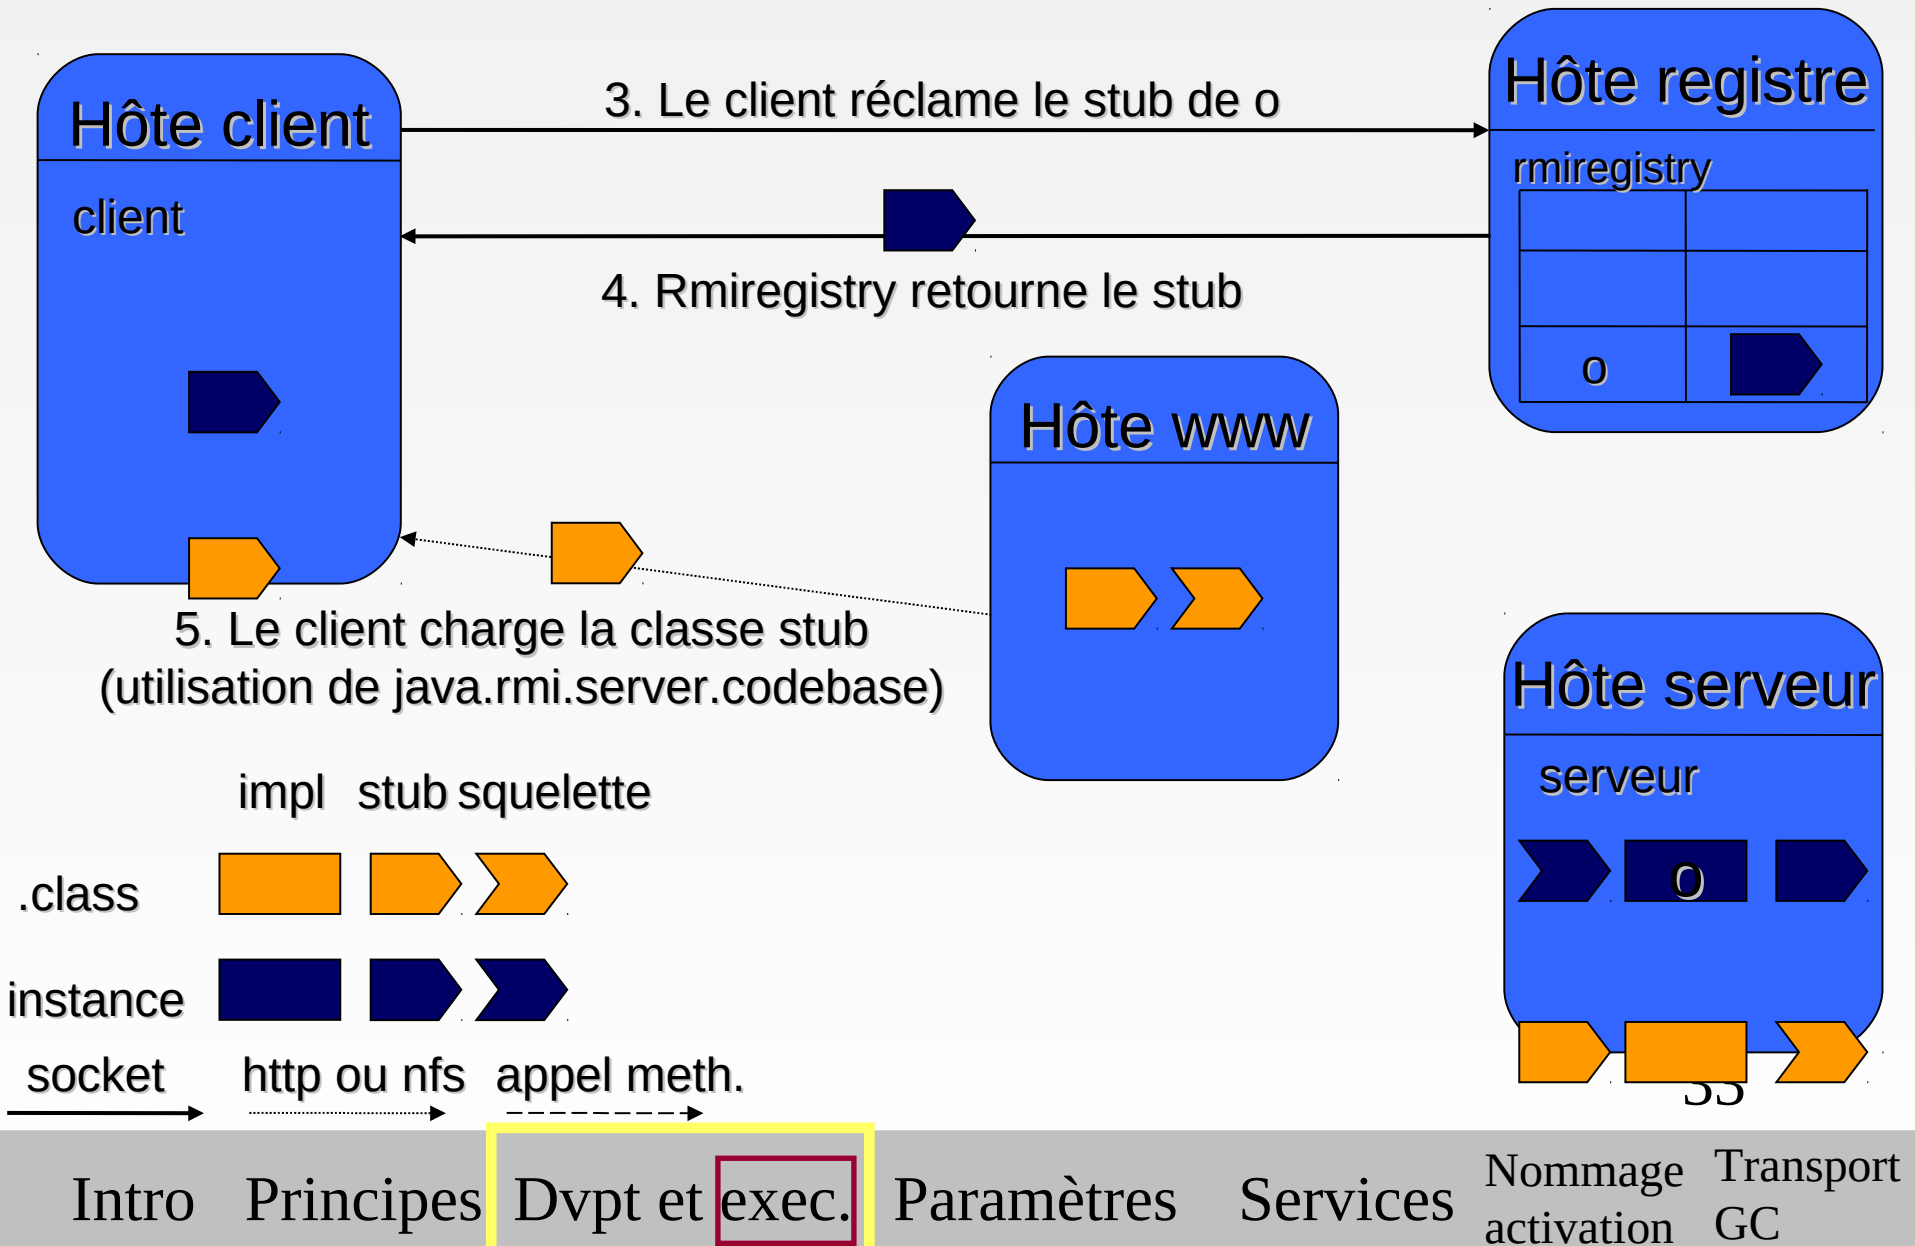 Hôte client
client
3. Le client réclame le stub de o
4. Rmiregistry retourne le stub
Hôte registre
rmiregistry
o
Hôte www
5. Le client charge la classe stub
(utilisation de java.rmi.server.codebase)
Hôte serveur
serveur
o
impl stub squelette
.class
instance
socket http ou nfs appel meth.
Intro Principes Dvpt et exec. Paramètres Services
Nommage
activation
Transport
GC